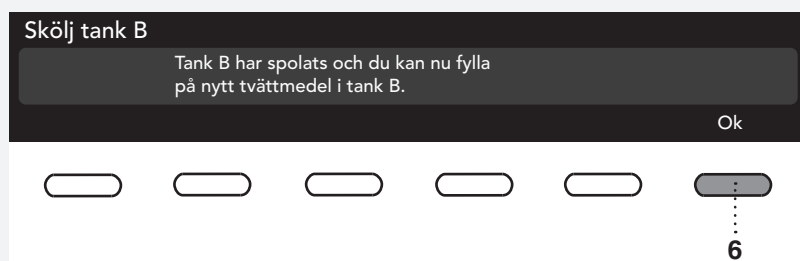 Skölj tank B
Tank B har spolats och du kan nu fylla
på nytt tvättmedel i tank B.
Ok
6